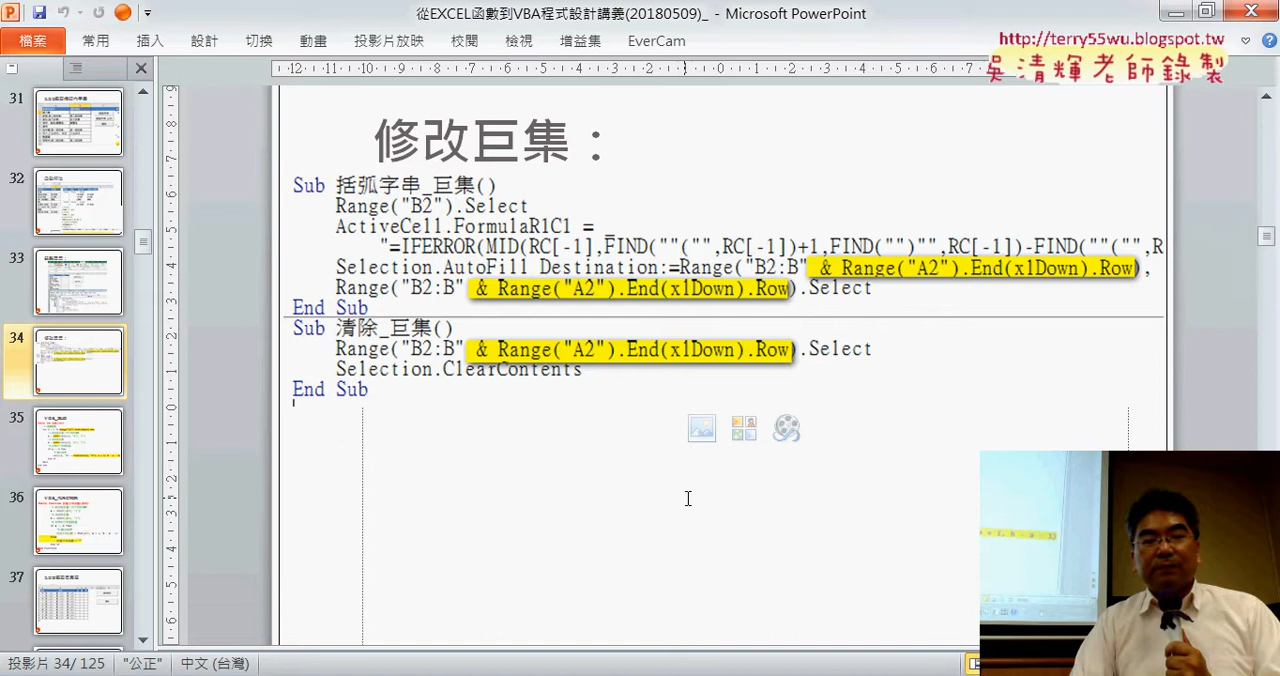 從EXCEL函數到VBA程式設計講義(20180509)_ - Microsoft PowerPoint
檔案 常用 插入 設計 切換 動畫 投影片放映 校閱 檢視 增益集 EverCam
http://terry55wu.blogspot.tw
吳清輝老師錄製
修改巨集：
Sub 括弧字串_巨集()
Range("B2").Select
ActiveCell.FormulaR1C1 = _
"=IFERROR(MID(RC[-1],FIND(""("",RC[-1])+1,FIND("")"",RC[-1])-FIND(""("",R
Selection.AutoFill Destination:=Range("B2:B" & Range("A2").End(xlDown).Row),
Range("B2:B" & Range("A2").End(xlDown).Row).Select
End Sub
Sub 清除_巨集()
Range("B2:B" & Range("A2").End(xlDown).Row).Select
Selection.ClearContents
End Sub
31
32
33
34
35
36
37
投影片 34/ 125 "公正" 中文 (台灣)